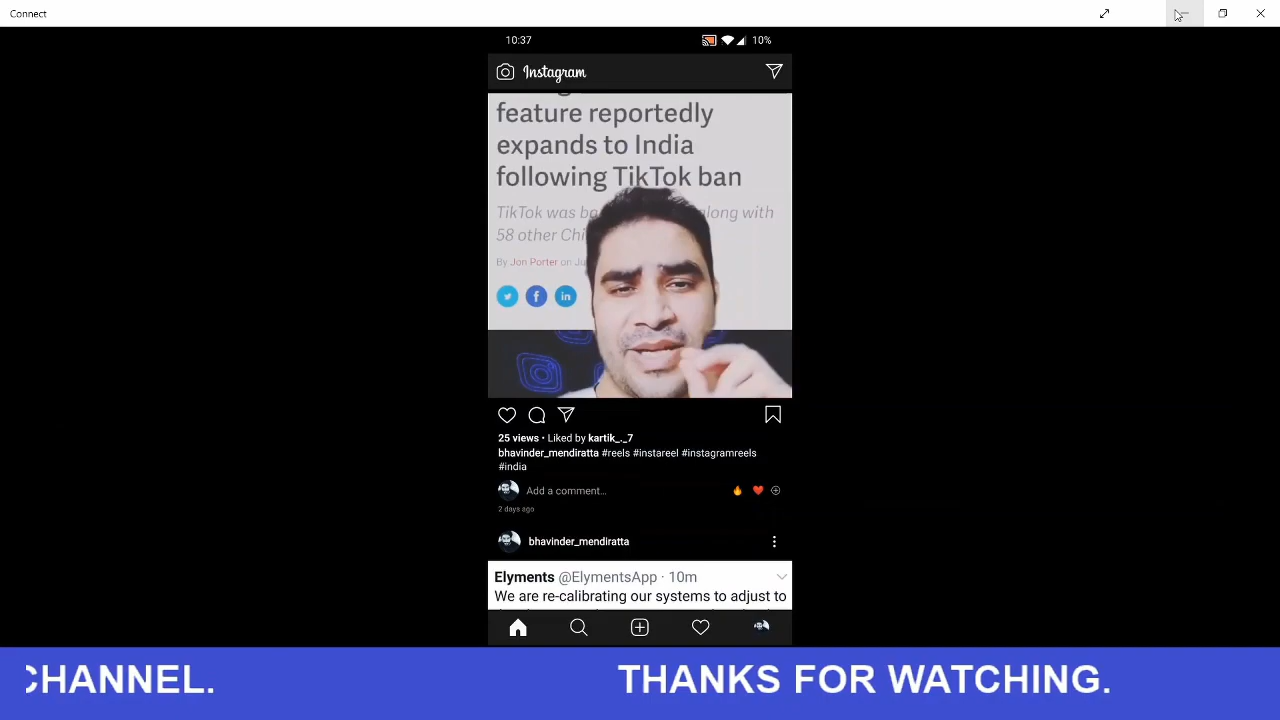 Connect
10:37
10%
Instagram
feature reportedly
expands to India
following TikTok ban
TikTok was along with
58 other
By Jon Porter on
25 views • Liked by kartik_._7
bhavinder_mendiratta #reels #instareel #instagramreels
#india
Add a comment...
2 days ago
bhavinder_mendiratta
Elyments @ElymentsApp · 10m
We are re-calibrating our systems to adjust to
CHANNEL. THANKS FOR WATCHING.